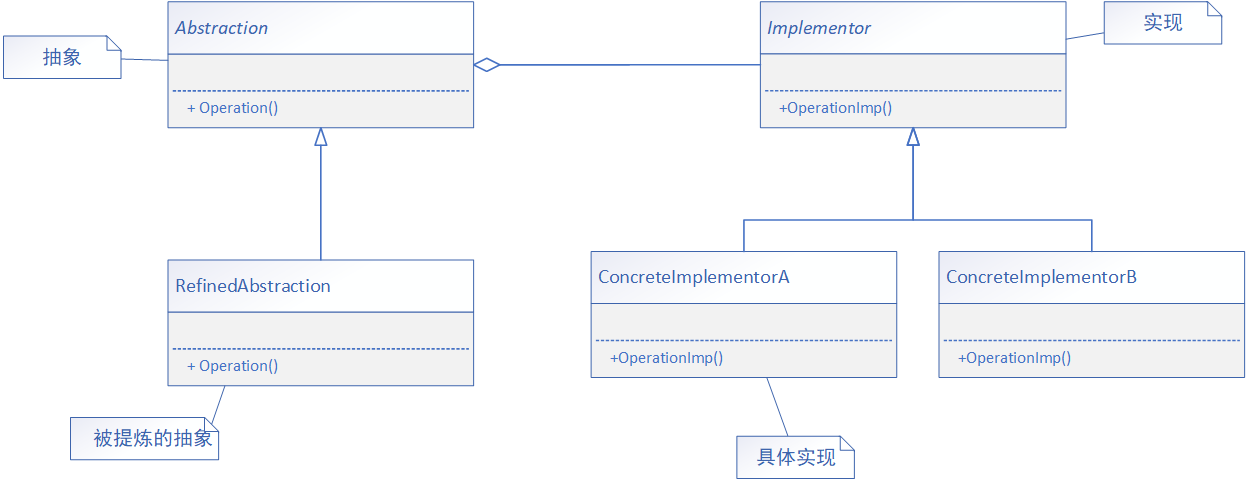 抽象
Abstraction
+ Operation()
Implementor
+OperationImp()
实现
RefinedAbstraction
+ Operation()
被提炼的抽象
ConcreteImplementorA
+OperationImp()
具体实现
ConcreteImplementorB
+OperationImp()